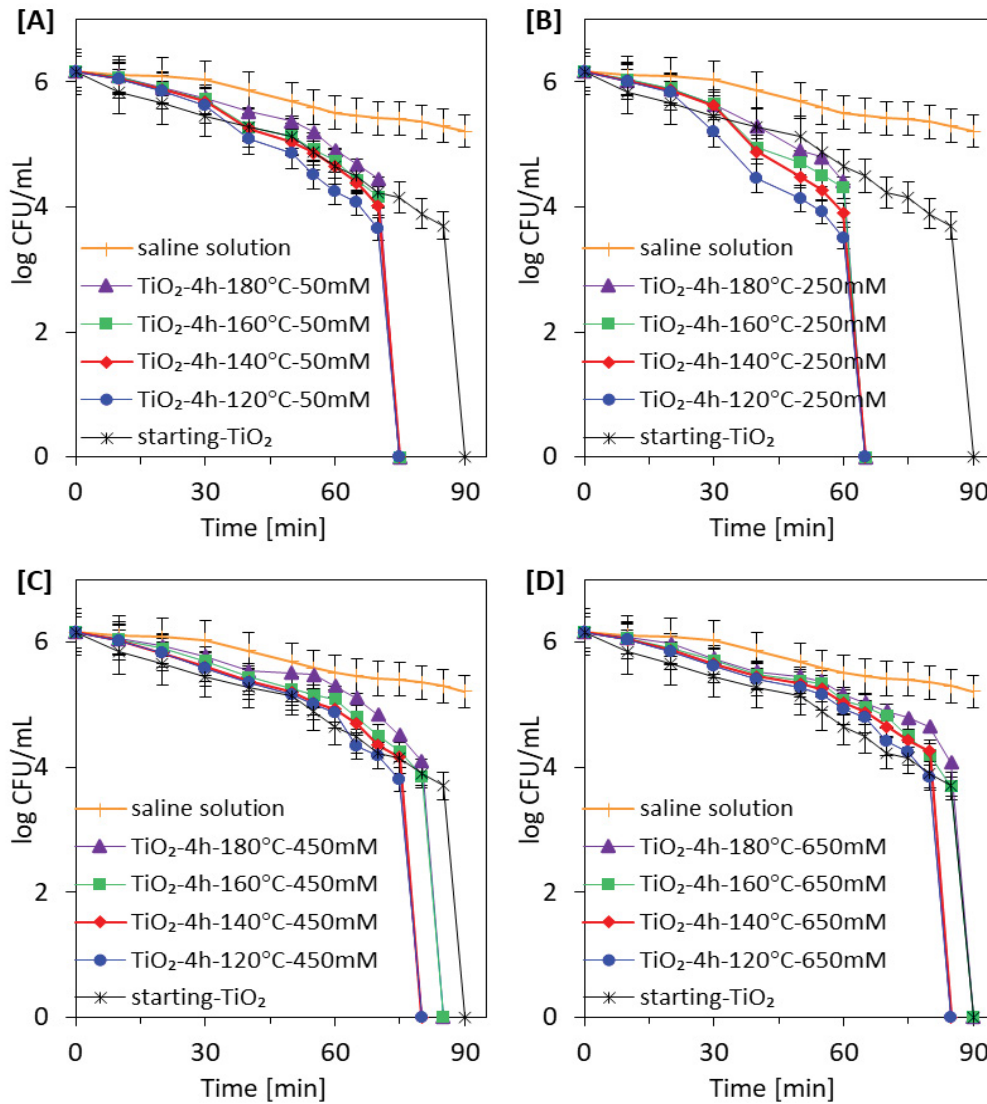 [A]
6
4
2
0
log CFU/mL
saline solution
TiO₂-4h-180°C-50mM
TiO₂-4h-160°C-50mM
TiO₂-4h-140°C-50mM
TiO₂-4h-120°C-50mM
starting-TiO₂
0 30 60 90
Time [min]
[B]
6
4
2
0
log CFU/mL
saline solution
TiO₂-4h-180°C-250mM
TiO₂-4h-160°C-250mM
TiO₂-4h-140°C-250mM
TiO₂-4h-120°C-250mM
starting-TiO₂
0 30 60 90
Time [min]
[C]
6
4
2
0
log CFU/mL
saline solution
TiO₂-4h-180°C-450mM
TiO₂-4h-160°C-450mM
TiO₂-4h-140°C-450mM
TiO₂-4h-120°C-450mM
starting-TiO₂
0 30 60 90
Time [min]
[D]
6
4
2
0
log CFU/mL
saline solution
TiO₂-4h-180°C-650mM
TiO₂-4h-160°C-650mM
TiO₂-4h-140°C-650mM
TiO₂-4h-120°C-650mM
starting-TiO₂
0 30 60 90
Time [min]